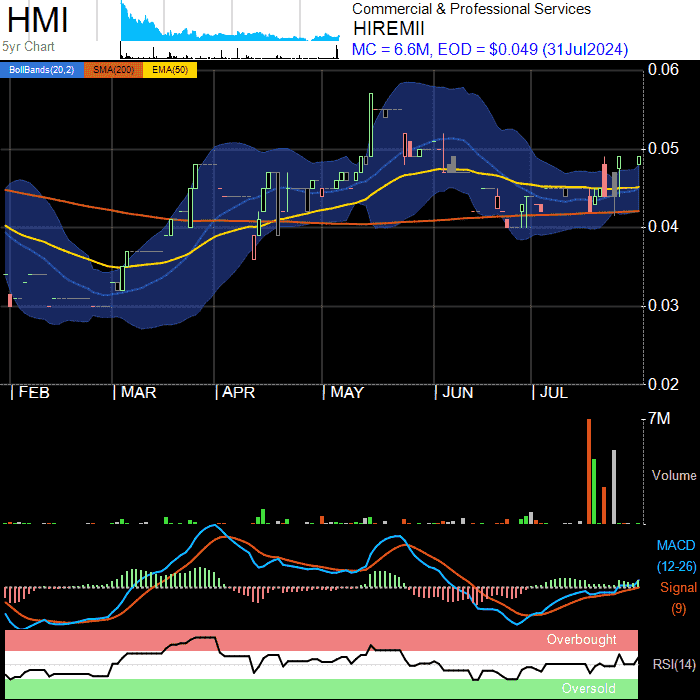 HMI
5yr Chart
Commercial & Professional Services
HIREMII
MC = 6.6M, EOD = $0.049 (31Jul2024)
BollBands(20,2) SMA(200) EMA(50)
0.06
0.05
0.04
0.03
0.02
FEB MAR APR MAY JUN JUL
7M
Volume
MACD
(12-26)
Signal
(9)
Overbought
RSI(14)
Oversold